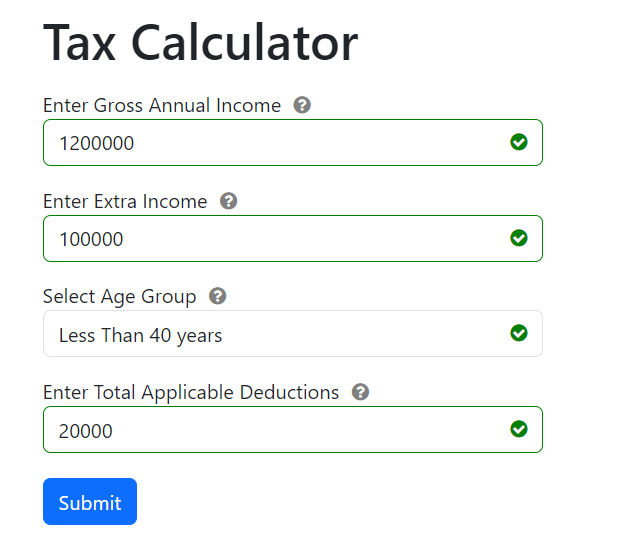 Tax Calculator
Enter Gross Annual Income
1200000
Enter Extra Income
100000
Select Age Group
Less Than 40 years
Enter Total Applicable Deductions
20000
Submit